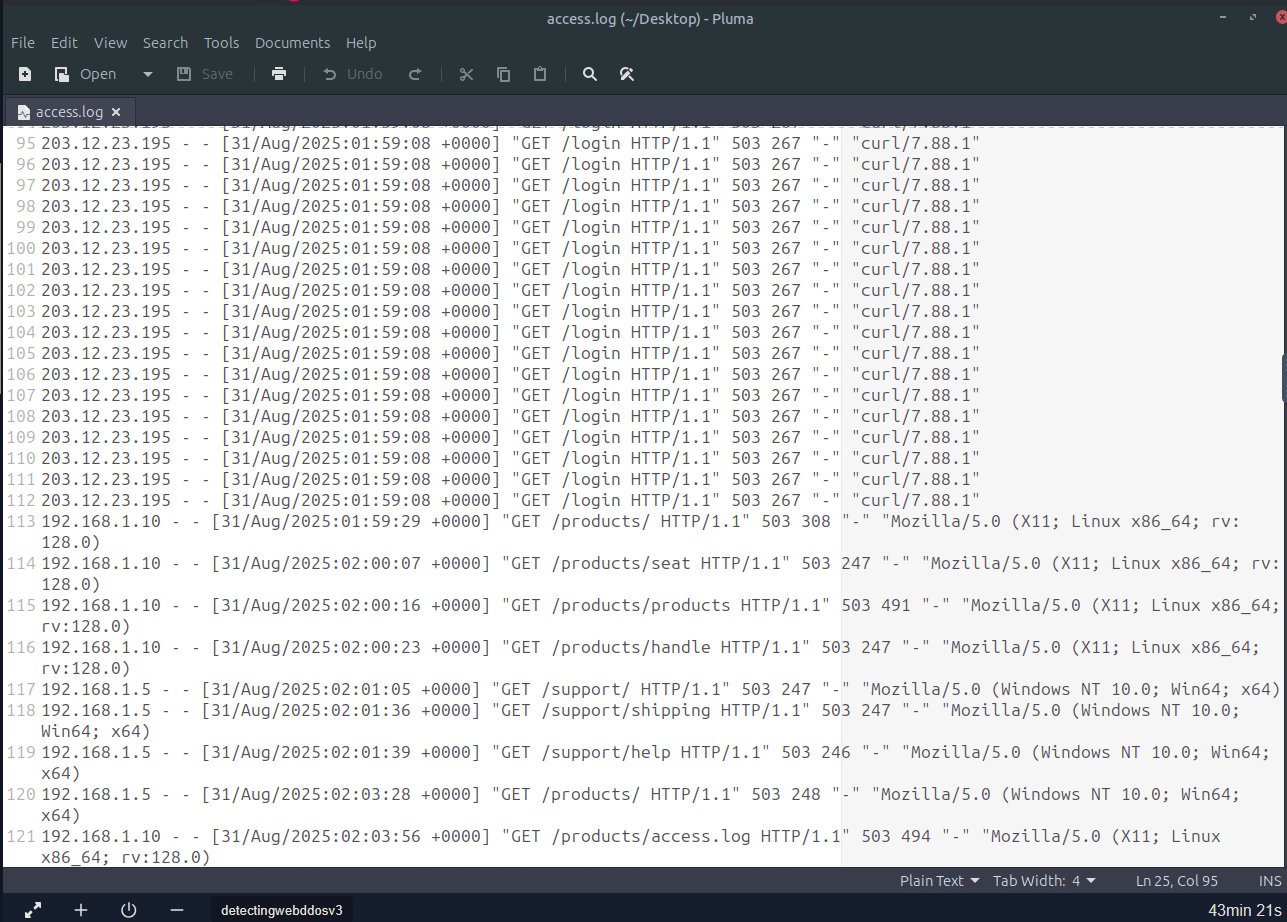 access.log (~/Desktop) - Pluma
File Edit View Search Tools Documents Help
Open Save Undo
access.log
95 203.12.23.195 - - [31/Aug/2025:01:59:08 +0000] "GET /login HTTP/1.1" 503 267 "-" "curl/7.88.1"
96 203.12.23.195 - - [31/Aug/2025:01:59:08 +0000] "GET /login HTTP/1.1" 503 267 "-" "curl/7.88.1"
97 203.12.23.195 - - [31/Aug/2025:01:59:08 +0000] "GET /login HTTP/1.1" 503 267 "-" "curl/7.88.1"
98 203.12.23.195 - - [31/Aug/2025:01:59:08 +0000] "GET /login HTTP/1.1" 503 267 "-" "curl/7.88.1"
99 203.12.23.195 - - [31/Aug/2025:01:59:08 +0000] "GET /login HTTP/1.1" 503 267 "-" "curl/7.88.1"
100 203.12.23.195 - - [31/Aug/2025:01:59:08 +0000] "GET /login HTTP/1.1" 503 267 "-" "curl/7.88.1"
101 203.12.23.195 - - [31/Aug/2025:01:59:08 +0000] "GET /login HTTP/1.1" 503 267 "-" "curl/7.88.1"
102 203.12.23.195 - - [31/Aug/2025:01:59:08 +0000] "GET /login HTTP/1.1" 503 267 "-" "curl/7.88.1"
103 203.12.23.195 - - [31/Aug/2025:01:59:08 +0000] "GET /login HTTP/1.1" 503 267 "-" "curl/7.88.1"
104 203.12.23.195 - - [31/Aug/2025:01:59:08 +0000] "GET /login HTTP/1.1" 503 267 "-" "curl/7.88.1"
105 203.12.23.195 - - [31/Aug/2025:01:59:08 +0000] "GET /login HTTP/1.1" 503 267 "-" "curl/7.88.1"
106 203.12.23.195 - - [31/Aug/2025:01:59:08 +0000] "GET /login HTTP/1.1" 503 267 "-" "curl/7.88.1"
107 203.12.23.195 - - [31/Aug/2025:01:59:08 +0000] "GET /login HTTP/1.1" 503 267 "-" "curl/7.88.1"
108 203.12.23.195 - - [31/Aug/2025:01:59:08 +0000] "GET /login HTTP/1.1" 503 267 "-" "curl/7.88.1"
109 203.12.23.195 - - [31/Aug/2025:01:59:08 +0000] "GET /login HTTP/1.1" 503 267 "-" "curl/7.88.1"
110 203.12.23.195 - - [31/Aug/2025:01:59:08 +0000] "GET /login HTTP/1.1" 503 267 "-" "curl/7.88.1"
111 203.12.23.195 - - [31/Aug/2025:01:59:08 +0000] "GET /login HTTP/1.1" 503 267 "-" "curl/7.88.1"
112 203.12.23.195 - - [31/Aug/2025:01:59:08 +0000] "GET /login HTTP/1.1" 503 267 "-" "curl/7.88.1"
113 192.168.1.10 - - [31/Aug/2025:01:59:29 +0000] "GET /products/ HTTP/1.1" 503 308 "-" "Mozilla/5.0 (X11; Linux x86_64; rv:
128.0)
114 192.168.1.10 - - [31/Aug/2025:02:00:07 +0000] "GET /products/seat HTTP/1.1" 503 247 "-" "Mozilla/5.0 (X11; Linux x86_64; rv:
128.0)
115 192.168.1.10 - - [31/Aug/2025:02:00:16 +0000] "GET /products/products HTTP/1.1" 503 491 "-" "Mozilla/5.0 (X11; Linux x86_64;
rv:128.0)
116 192.168.1.10 - - [31/Aug/2025:02:00:23 +0000] "GET /products/handle HTTP/1.1" 503 247 "-" "Mozilla/5.0 (X11; Linux x86_64;
rv:128.0)
117 192.168.1.5 - - [31/Aug/2025:02:01:05 +0000] "GET /support/ HTTP/1.1" 503 247 "-" "Mozilla/5.0 (Windows NT 10.0; Win64; x64)
118 192.168.1.5 - - [31/Aug/2025:02:01:36 +0000] "GET /support/shipping HTTP/1.1" 503 247 "-" "Mozilla/5.0 (Windows NT 10.0;
Win64; x64)
119 192.168.1.5 - - [31/Aug/2025:02:01:39 +0000] "GET /support/help HTTP/1.1" 503 246 "-" "Mozilla/5.0 (Windows NT 10.0; Win64;
x64)
120 192.168.1.5 - - [31/Aug/2025:02:03:28 +0000] "GET /products/ HTTP/1.1" 503 248 "-" "Mozilla/5.0 (Windows NT 10.0; Win64;
x64)
121 192.168.1.10 - - [31/Aug/2025:02:03:56 +0000] "GET /products/access.log HTTP/1.1" 503 494 "-" "Mozilla/5.0 (X11; Linux
x86_64; rv:128.0)
Plain Text Tab Width: 4 Ln 25, Col 95 INS
detectingwebddosv3 43min 21s